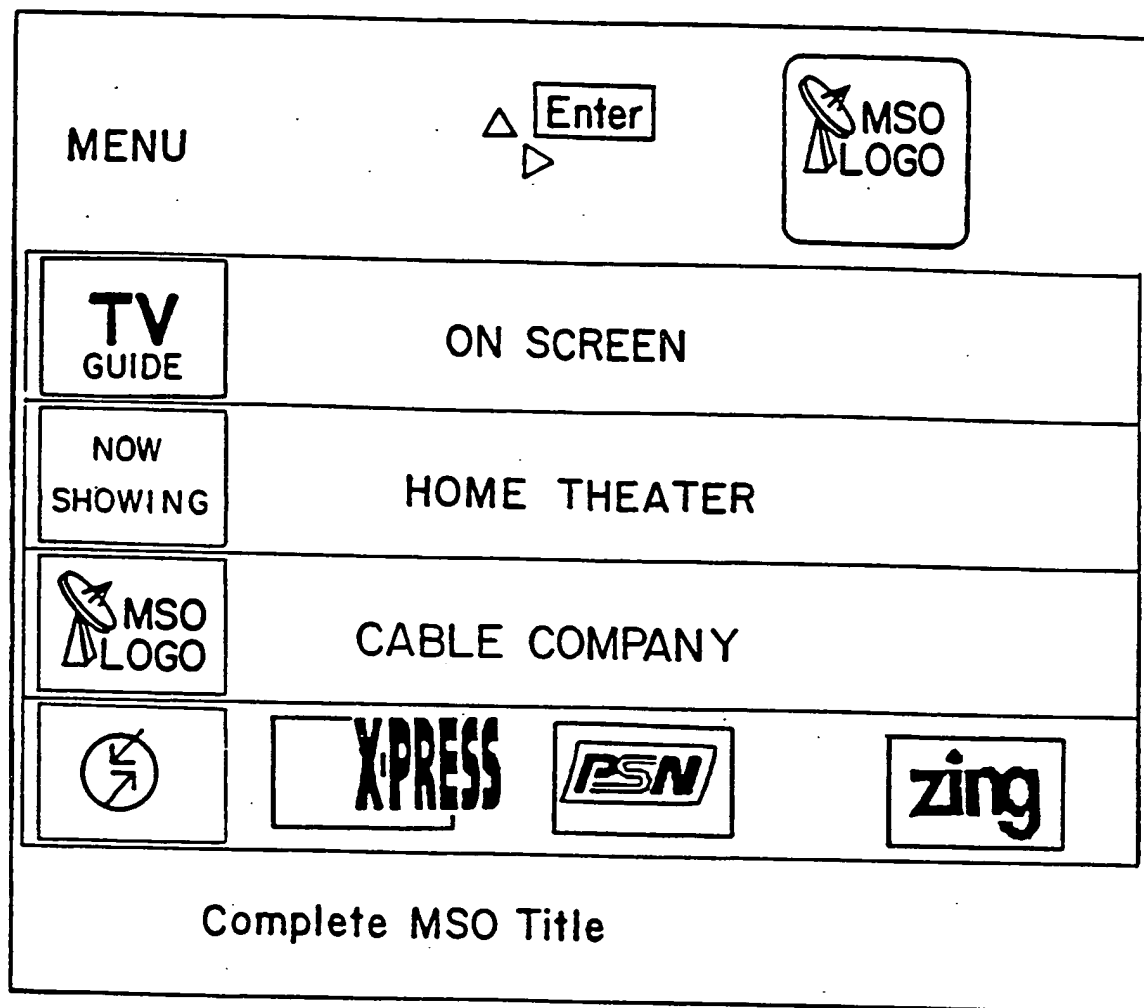 MENU
Enter
MSO
LOGO
TV
GUIDE
ON SCREEN
NOW
SHOWING
HOME THEATER
MSO
LOGO
CABLE COMPANY
X·PRESS
PSN
zing
Complete MSO Title